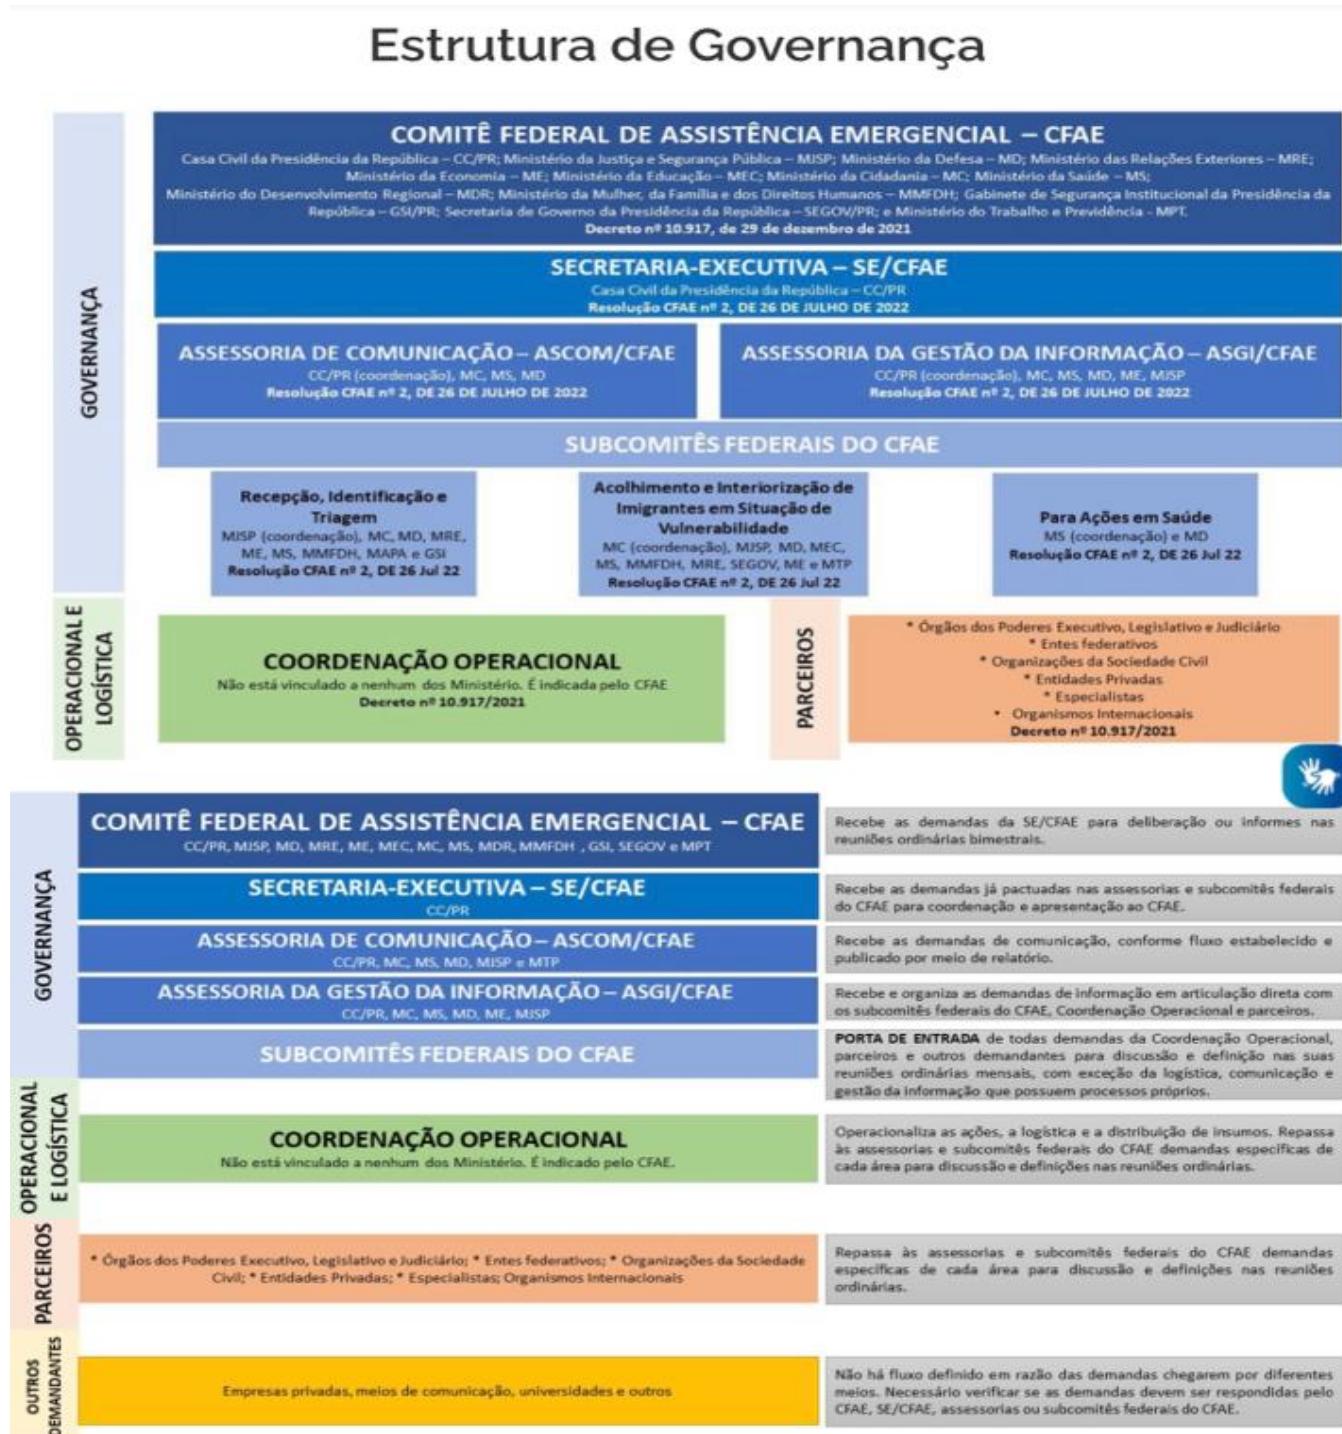 Estrutura de Governança
GOVERNANÇA
COMITÊ FEDERAL DE ASSISTÊNCIA EMERGENCIAL – CFAE
Casa Civil da Presidência da República – CC/PR; Ministério da Justiça e Segurança Pública – MJSP; Ministério da Defesa – MD; Ministério das Relações Exteriores – MRE;
Ministério da Economia – ME; Ministério da Educação – MEC; Ministério da Cidadania – MC; Ministério da Saúde – MS;
Ministério do Desenvolvimento Regional – MDR; Ministério da Mulher, da Família e dos Direitos Humanos – MMFDH; Gabinete de Segurança Institucional da Presidência da
República – GSI/PR; Secretaria de Governo da Presidência da República – SEGOV/PR; e Ministério do Trabalho e Previdência - MPT.
Decreto nº 10.917, de 29 de dezembro de 2021
SECRETARIA-EXECUTIVA – SE/CFAE
Casa Civil da Presidência da República – CC/PR
Resolução CFAE nº 2, DE 26 DE JULHO DE 2022
ASSESSORIA DE COMUNICAÇÃO – ASCOM/CFAE
CC/PR (coordenação), MC, MS, MD
Resolução CFAE nº 2, DE 26 DE JULHO DE 2022
ASSESSORIA DA GESTÃO DA INFORMAÇÃO – ASGI/CFAE
CC/PR (coordenação), MC, MS, MD, ME, MJSP
Resolução CFAE nº 2, DE 26 DE JULHO DE 2022
SUBCOMITÊS FEDERAIS DO CFAE
Recepção, Identificação e
Triagem
MJSP (coordenação), MC, MD, MRE,
ME, MS, MMFDH, MAPA e GSI
Resolução CFAE nº 2, DE 26 Jul 22
Acolhimento e Interiorização de
Imigrantes em Situação de
Vulnerabilidade
MC (coordenação), MJSP, MD, MEC,
MS, MMFDH, MRE, SEGOV, ME e MTP
Resolução CFAE nº 2, DE 26 Jul 22
Para Ações em Saúde
MS (coordenação) e MD
Resolução CFAE nº 2, DE 26 Jul 22
OPERACIONAL E
LOGÍSTICA
COORDENAÇÃO OPERACIONAL
Não está vinculado a nenhum dos Ministério. É indicada pelo CFAE
Decreto nº 10.917/2021
PARCEIROS
* Órgãos dos Poderes Executivo, Legislativo e Judiciário
* Entes federativos
* Organizações da Sociedade Civil
* Entidades Privadas
* Especialistas
• Organismos Internacionais
Decreto nº 10.917/2021
GOVERNANÇA
COMITÊ FEDERAL DE ASSISTÊNCIA EMERGENCIAL – CFAE
CC/PR, MJSP, MD, MRE, ME, MEC, MC, MS, MDR, MMFDH , GSI, SEGOV e MPT
Recebe as demandas da SE/CFAE para deliberação ou informes nas
reuniões ordinárias bimestrais.
SECRETARIA-EXECUTIVA – SE/CFAE
CC/PR
Recebe as demandas já pactuadas nas assessorias e subcomitês federais
do CFAE para coordenação e apresentação ao CFAE.
ASSESSORIA DE COMUNICAÇÃO – ASCOM/CFAE
CC/PR, MC, MS, MD, MJSP e MTP
Recebe as demandas de comunicação, conforme fluxo estabelecido e
publicado por meio de relatório.
ASSESSORIA DA GESTÃO DA INFORMAÇÃO – ASGI/CFAE
CC/PR, MC, MS, MD, ME, MJSP
Recebe e organiza as demandas de informação em articulação direta com
os subcomitês federais do CFAE, Coordenação Operacional e parceiros.
SUBCOMITÊS FEDERAIS DO CFAE
PORTA DE ENTRADA de todas demandas da Coordenação Operacional,
parceiros e outros demandantes para discussão e definição nas suas
reuniões ordinárias mensais, com exceção da logística, comunicação e
gestão da informação que possuem processos próprios.
OPERACIONAL
E LOGÍSTICA
COORDENAÇÃO OPERACIONAL
Não está vinculado a nenhum dos Ministério. É indicado pelo CFAE.
Operacionaliza as ações, a logística e a distribuição de insumos. Repassa
às assessorias e subcomitês federais do CFAE demandas específicas de
cada área para discussão e definições nas reuniões ordinárias.
PARCEIROS
* Órgãos dos Poderes Executivo, Legislativo e Judiciário; * Entes federativos; * Organizações da Sociedade
Civil; * Entidades Privadas; * Especialistas; Organismos Internacionais
Repassa às assessorias e subcomitês federais do CFAE demandas
específicas de cada área para discussão e definições nas reuniões
ordinárias.
OUTROS
DEMANDANTES
Empresas privadas, meios de comunicação, universidades e outros
Não há fluxo definido em razão das demandas chegarem por diferentes
meios. Necessário verificar se as demandas devem ser respondidas pelo
CFAE, SE/CFAE, assessorias ou subcomitês federais do CFAE.